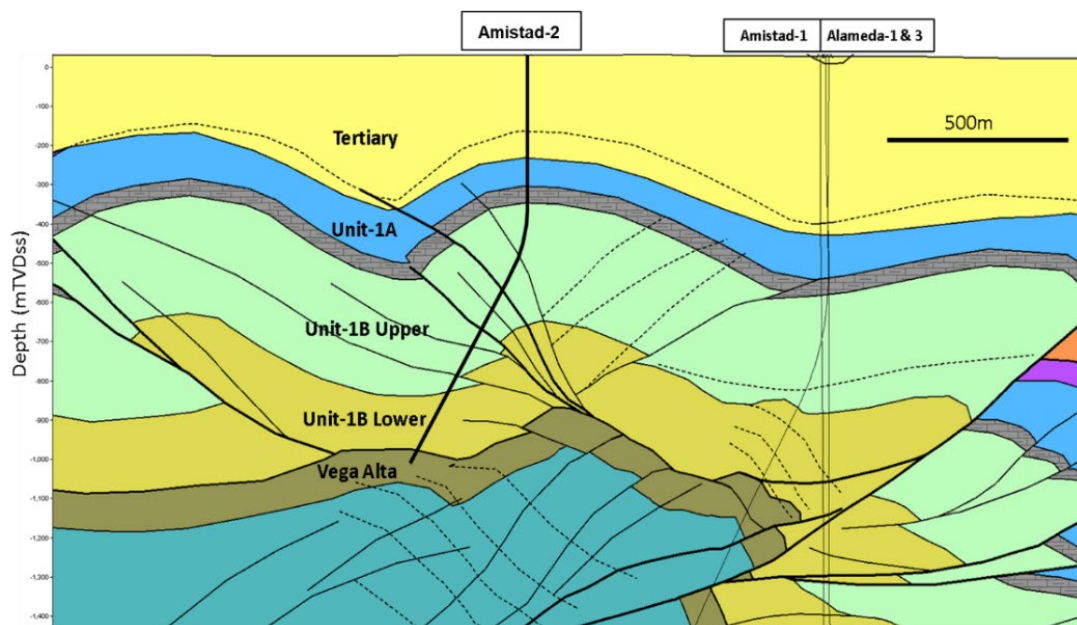 Amistad-2
Amistad-1
Alameda-1 & 3
0
-100
-200
-300
-400
-500
-600
-700
-800
-900
-1,000
-1,100
-1,200
-1,300
-1,400
Depth (mTVDss)
500m
Tertiary
Unit-1A
Unit-1B Upper
Unit-1B Lower
Vega Alta